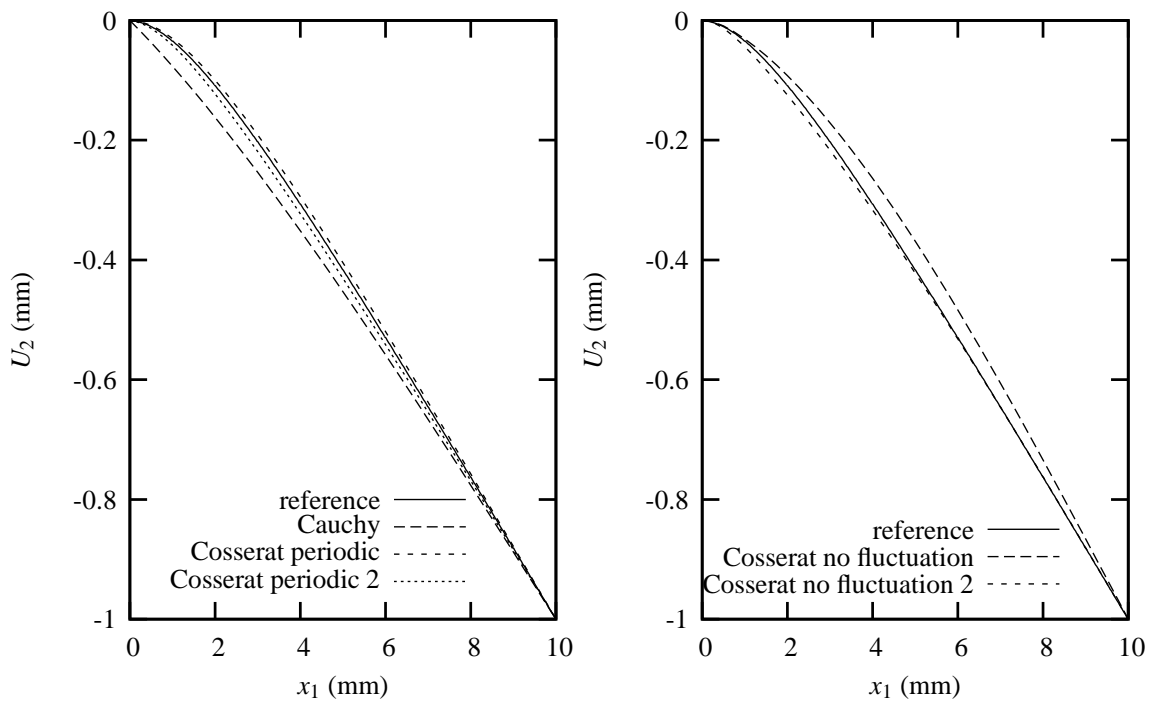 0
-0.2
-0.4
-0.6
-0.8
-1
0 2 4 6 8 10
U2 (mm)
x1 (mm)
reference
Cauchy
Cosserat periodic
Cosserat periodic 2
0
-0.2
-0.4
-0.6
-0.8
-1
0 2 4 6 8 10
U2 (mm)
x1 (mm)
reference
Cosserat no fluctuation
Cosserat no fluctuation 2